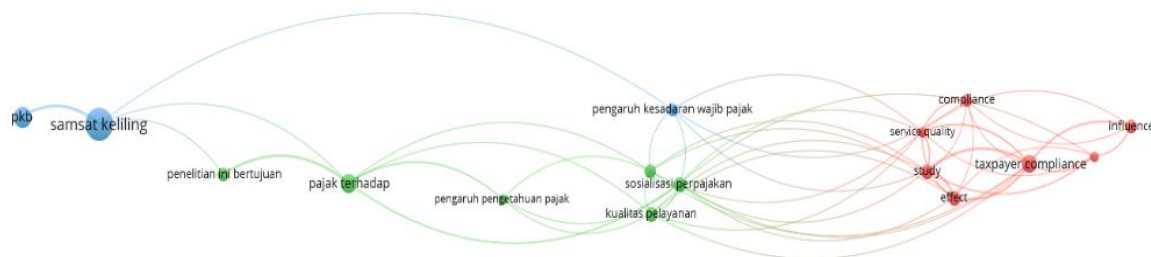 pkb
samsat keliling
penelitian ini bertujuan
pajak terhadap
pengaruh pengetahuan pajak
pengaruh kesadaran wajib pajak
sosialisasi perpajakan
kualitas pelayanan
compliance
service quality
influence
study
taxpayer compliance
effect